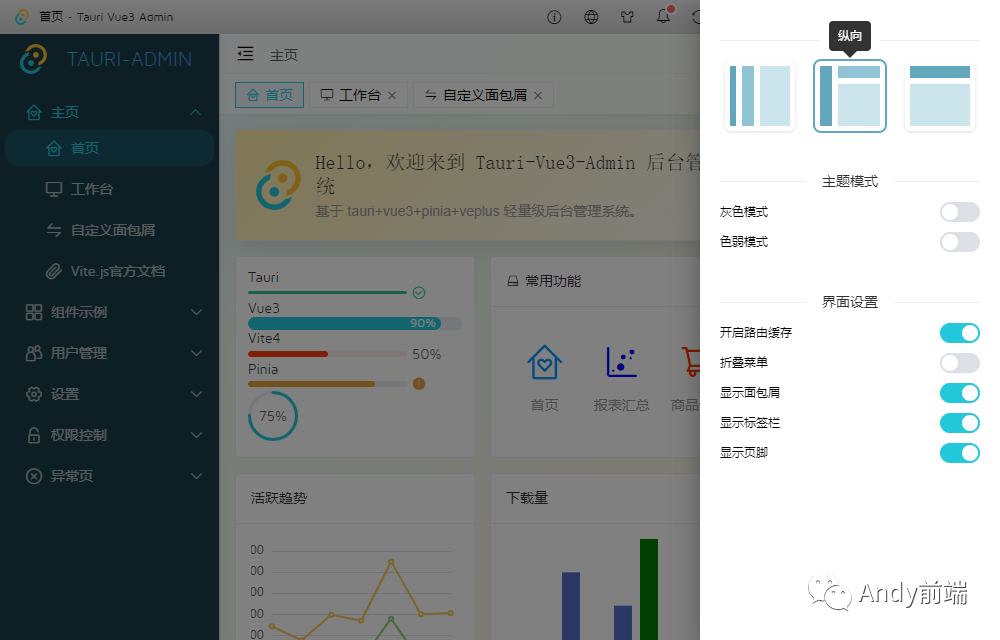 首页 - Tauri Vue3 Admin
TAURI-ADMIN
主页
首页
工作台
自定义面包屑
Vite.js官方文档
组件示例
用户管理
设置
权限控制
异常页
主页
首页
工作台
自定义面包屑
Hello, 欢迎来到 Tauri-Vue3-Admin 后台管
统
基于 tauri+vue3+pinia+veplus 轻量级后台管理系统。
Tauri
Vue3
90%
Vite4
50%
Pinia
75%
常用功能
首页
报表汇总
商品
活跃趋势
00
00
00
00
00
下载量
纵向
主题模式
灰色模式
色弱模式
界面设置
开启路由缓存
折叠菜单
显示面包屑
显示标签栏
显示页脚
Andy前端